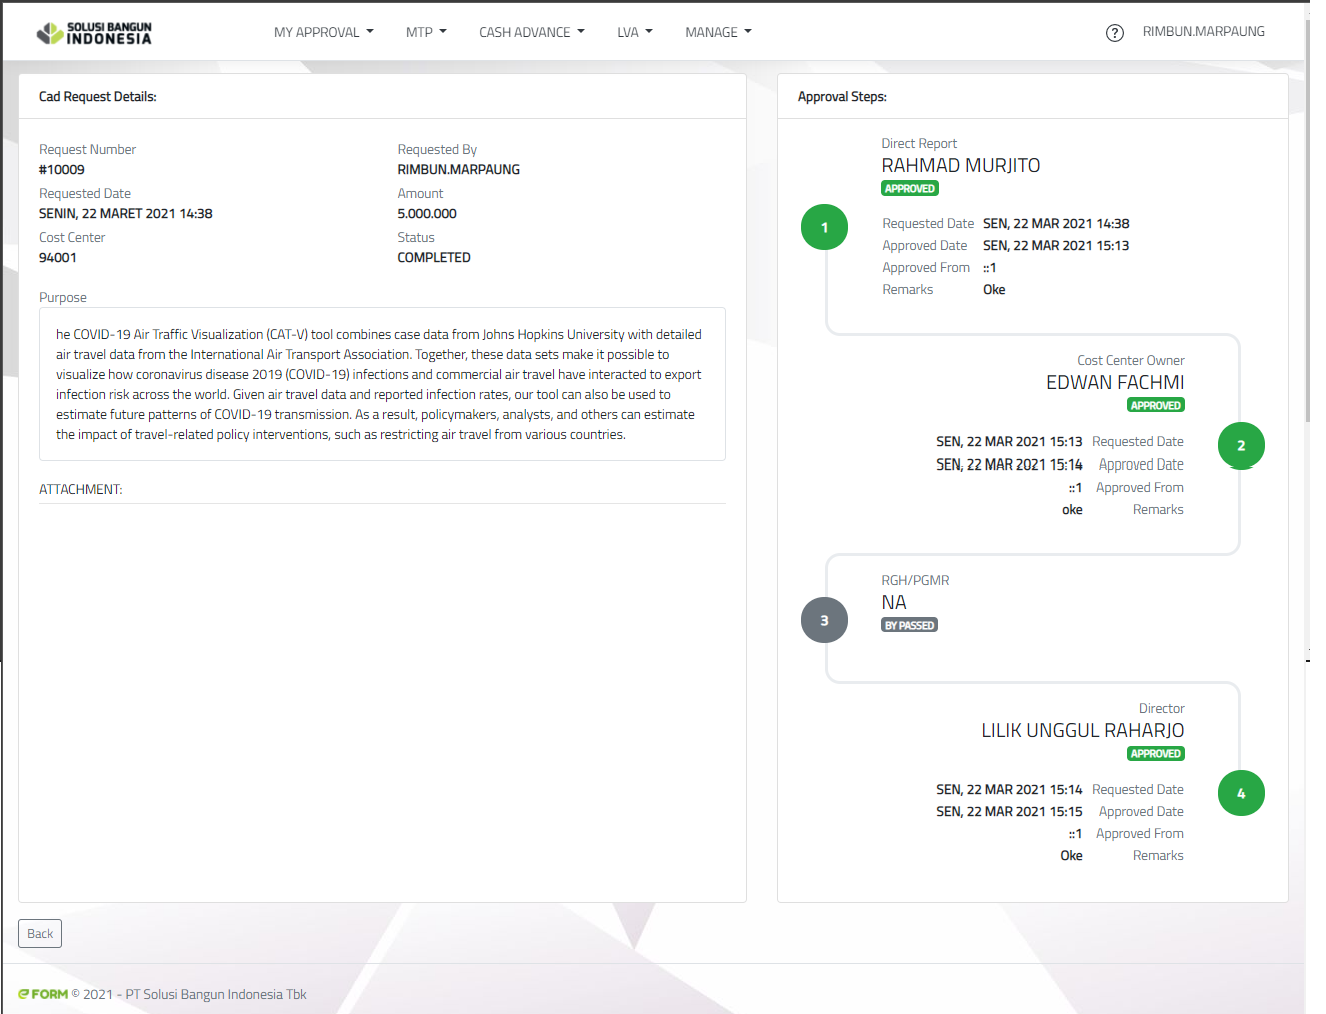 SOLUSI BANGUN
INDONESIA
MY APPROVAL
MTP
CASH ADVANCE
LVA
MANAGE
?
RIMBUN.MARPAUNG
Cad Request Details:
Request Number
#10009
Requested By
RIMBUN.MARPAUNG
Requested Date
SENIN, 22 MARET 2021 14:38
Amount
5.000.000
Cost Center
94001
Status
COMPLETED
Purpose
he COVID-19 Air Traffic Visualization (CAT-V) tool combines case data from Johns Hopkins University with detailed
air travel data from the International Air Transport Association. Together, these data sets make it possible to
visualize how coronavirus disease 2019 (COVID-19) infections and commercial air travel have interacted to export
infection risk across the world. Given air travel data and reported infection rates, our tool can also be used to
estimate future patterns of COVID-19 transmission. As a result, policymakers, analysts, and others can estimate
the impact of travel-related policy interventions, such as restricting air travel from various countries.
ATTACHMENT:
Approval Steps:
Direct Report
RAHMAD MURJITO
APPROVED
1
Requested Date SEN, 22 MAR 2021 14:38
Approved Date SEN, 22 MAR 2021 15:13
Approved From ::1
Remarks Oke
Cost Center Owner
EDWAN FACHMI
APPROVED
2
SEN, 22 MAR 2021 15:13 Requested Date
SEN, 22 MAR 2021 15:14 Approved Date
::1 Approved From
oke Remarks
RGH/PGMR
NA
BY PASSED
3
Director
LILIK UNGGUL RAHARJO
APPROVED
4
SEN, 22 MAR 2021 15:14 Requested Date
SEN, 22 MAR 2021 15:15 Approved Date
::1 Approved From
Oke Remarks
Back
e FORM © 2021 - PT Solusi Bangun Indonesia Tbk